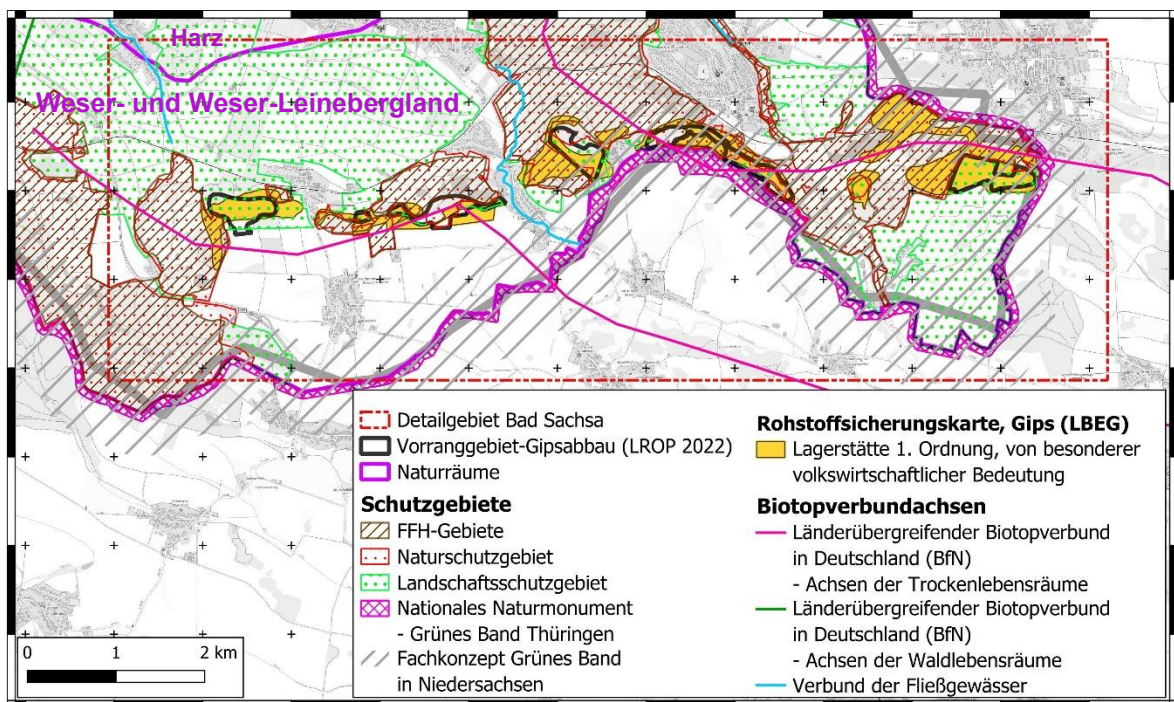 Harz
Weser- und Weser-Leinebergland
Detailgebiet Bad Sachsa
Vorranggebiet-Gipsabbau (LROP 2022)
Naturräume
Schutzgebiete
FFH-Gebiete
Naturschutzgebiet
Landschaftsschutzgebiet
Nationales Naturmonument
- Grünes Band Thüringen
Fachkonzept Grünes Band
in Niedersachsen
Rohstoffsicherungskarte, Gips (LBEG)
Lagerstätte 1. Ordnung, von besonderer
volkswirtschaftlicher Bedeutung
Biotopverbundachsen
Länderübergreifender Biotopverbund
in Deutschland (BfN)
- Achsen der Trockenlebensräume
Länderübergreifender Biotopverbund
in Deutschland (BfN)
- Achsen der Waldlebensräume
Verbund der Fließgewässer
0 1 2 km